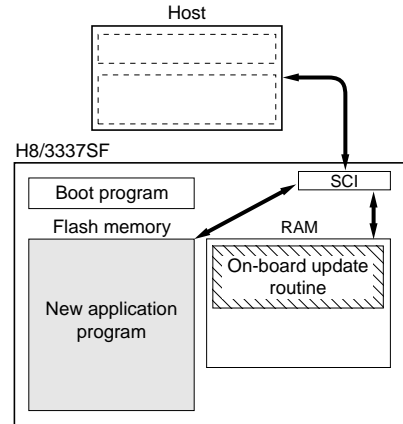 Host
H8/3337SF
SCI
Boot program
Flash memory
RAM
On-board update
routine
New application
program